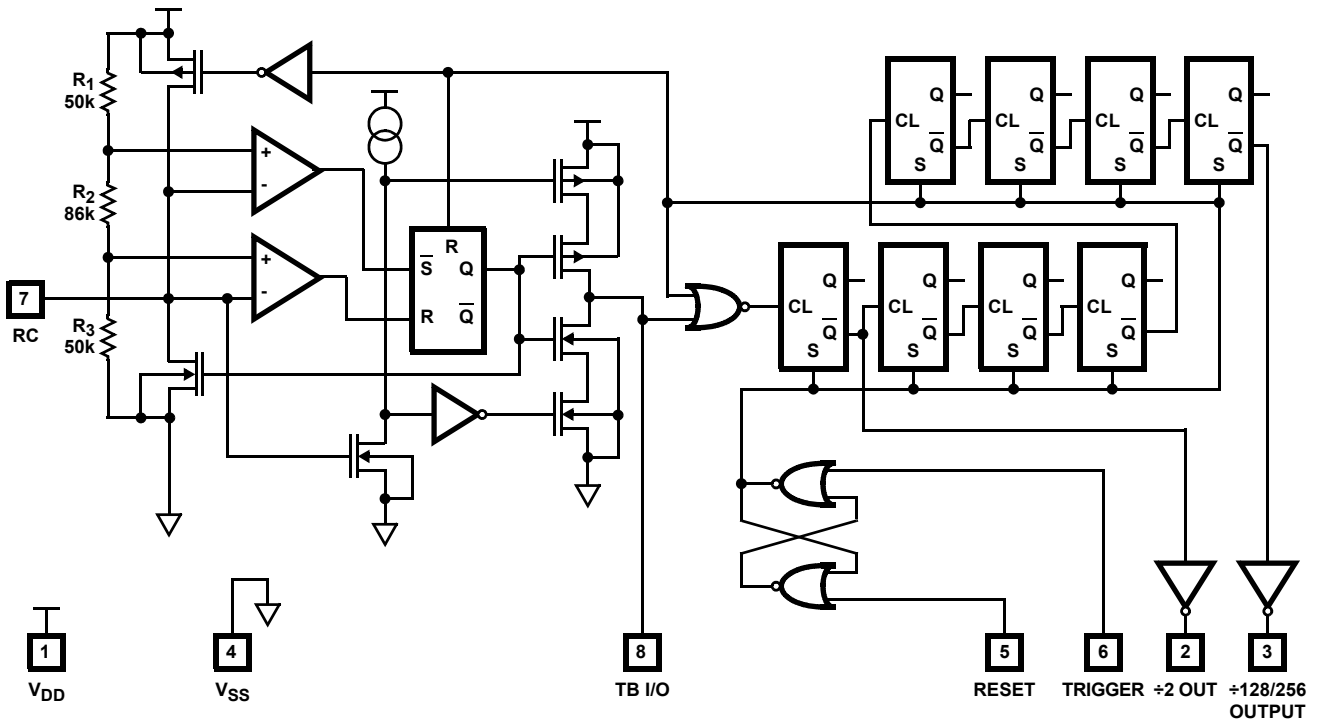 R1
50k
+
-
R2
86k
+
-
7
RC
R3
50k
R
S̅
Q
R
Q̅
Q
CL
Q̅
S
Q
CL
Q̅
S
Q
CL
Q̅
S
Q
CL
Q̅
S
Q
CL
Q̅
S
Q
CL
Q̅
S
Q
CL
Q̅
S
Q
CL
Q̅
S
1
VDD
4
VSS
8
TB I/O
5
RESET
6
TRIGGER
2
÷2 OUT
3
÷128/256
OUTPUT